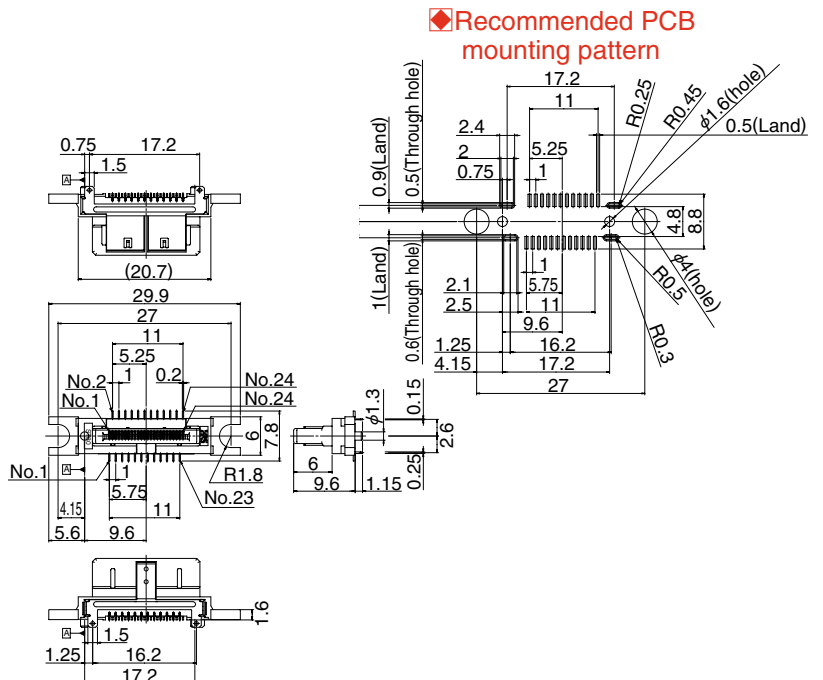 Recommended PCB
mounting pattern
17.2
11
0.5(Land)
2.4
2
5.25
0.75
1
0.9(Land)
0.5(Through hole)
R0.25
R0.45
φ1.6(hole)
4.8
8.8
1(Land)
0.6(Through hole)
1
2.1
5.75
2.5
11
9.6
1.25
16.2
4.15
17.2
27
φ4(hole)
R0.5
R0.3
0.75
17.2
1.5
A
(20.7)
29.9
27
11
5.25
No.2
1
0.2
No.24
No.1
No.24
6
7.8
A
No.1
1
R1.8
5.75
No.23
4.15
11
5.6
9.6
φ1.3
0.15
2.6
0.25
6
9.6
1.15
1.6
A
1.5
1.25
16.2
17.2